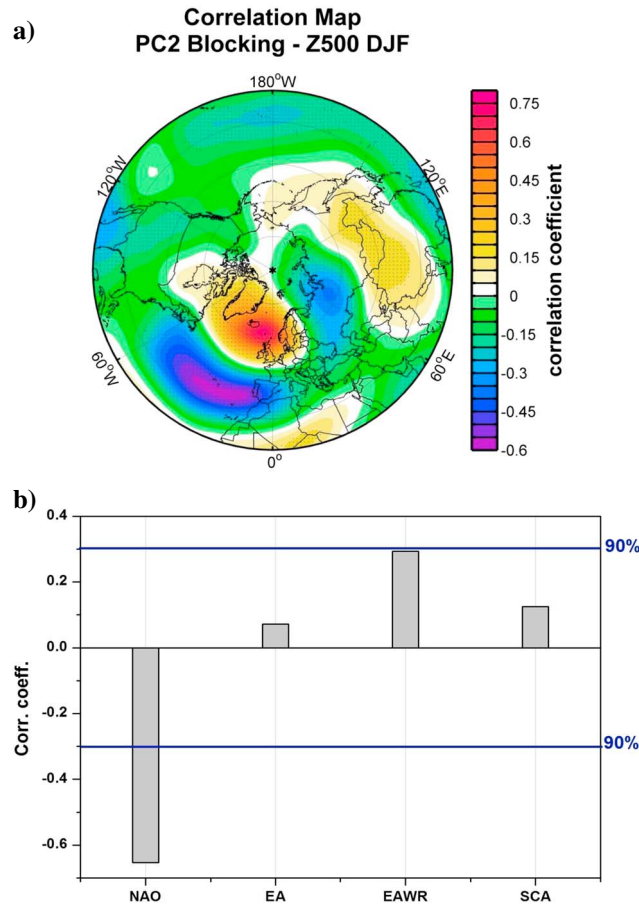 a)
Correlation Map
PC2 Blocking - Z500 DJF
180°W
120°W
120°E
60°W
60°E
0°
0.75
0.6
0.45
0.3
0.15
0
-0.15
-0.3
-0.45
-0.6
correlation coefficient
b)
0.4
0.2
0.0
-0.2
-0.4
-0.6
Corr. coeff.
90%
90%
NAO EA EAWR SCA